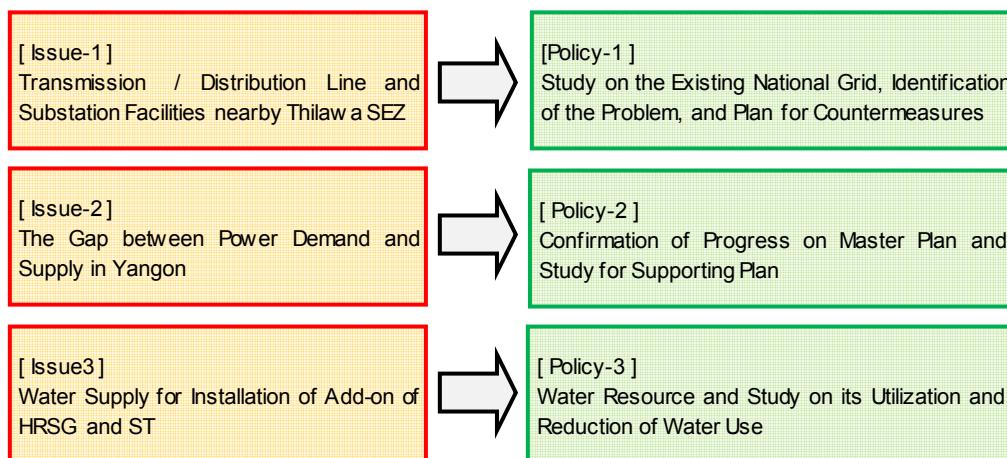 [ Issue-1 ]
Transmission / Distribution Line and
Substation Facilities nearby Thilawa SEZ
[Policy-1 ]
Study on the Existing National Grid, Identification
of the Problem, and Plan for Countermeasures
[ Issue-2 ]
The Gap between Power Demand and
Supply in Yangon
[ Policy-2 ]
Confirmation of Progress on Master Plan and
Study for Supporting Plan
[ Issue3 ]
Water Supply for Installation of Add-on of
HRSG and ST
[ Policy-3 ]
Water Resource and Study on its Utilization and
Reduction of Water Use